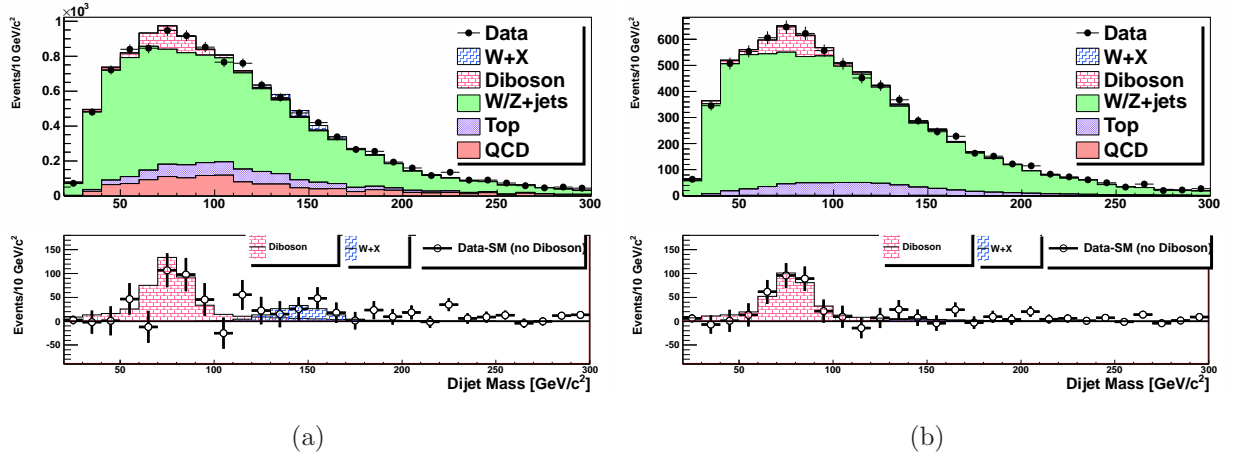 ×10³
Events/10 GeV/c²
1
0.8
0.6
0.4
0.2
0
50 100 150 200 250 300
Data
W+X
Diboson
W/Z+jets
Top
QCD
Events/10 GeV/c²
150
100
50
0
-50
50 100 150 200 250 300
Diboson
W+X
Data-SM (no Diboson)
Dijet Mass [GeV/c²]
(a)
Events/10 GeV/c²
600
500
400
300
200
100
0
50 100 150 200 250 300
Data
W+X
Diboson
W/Z+jets
Top
QCD
Events/10 GeV/c²
150
100
50
0
-50
50 100 150 200 250 300
Diboson
W+X
Data-SM (no Diboson)
Dijet Mass [GeV/c²]
(b)